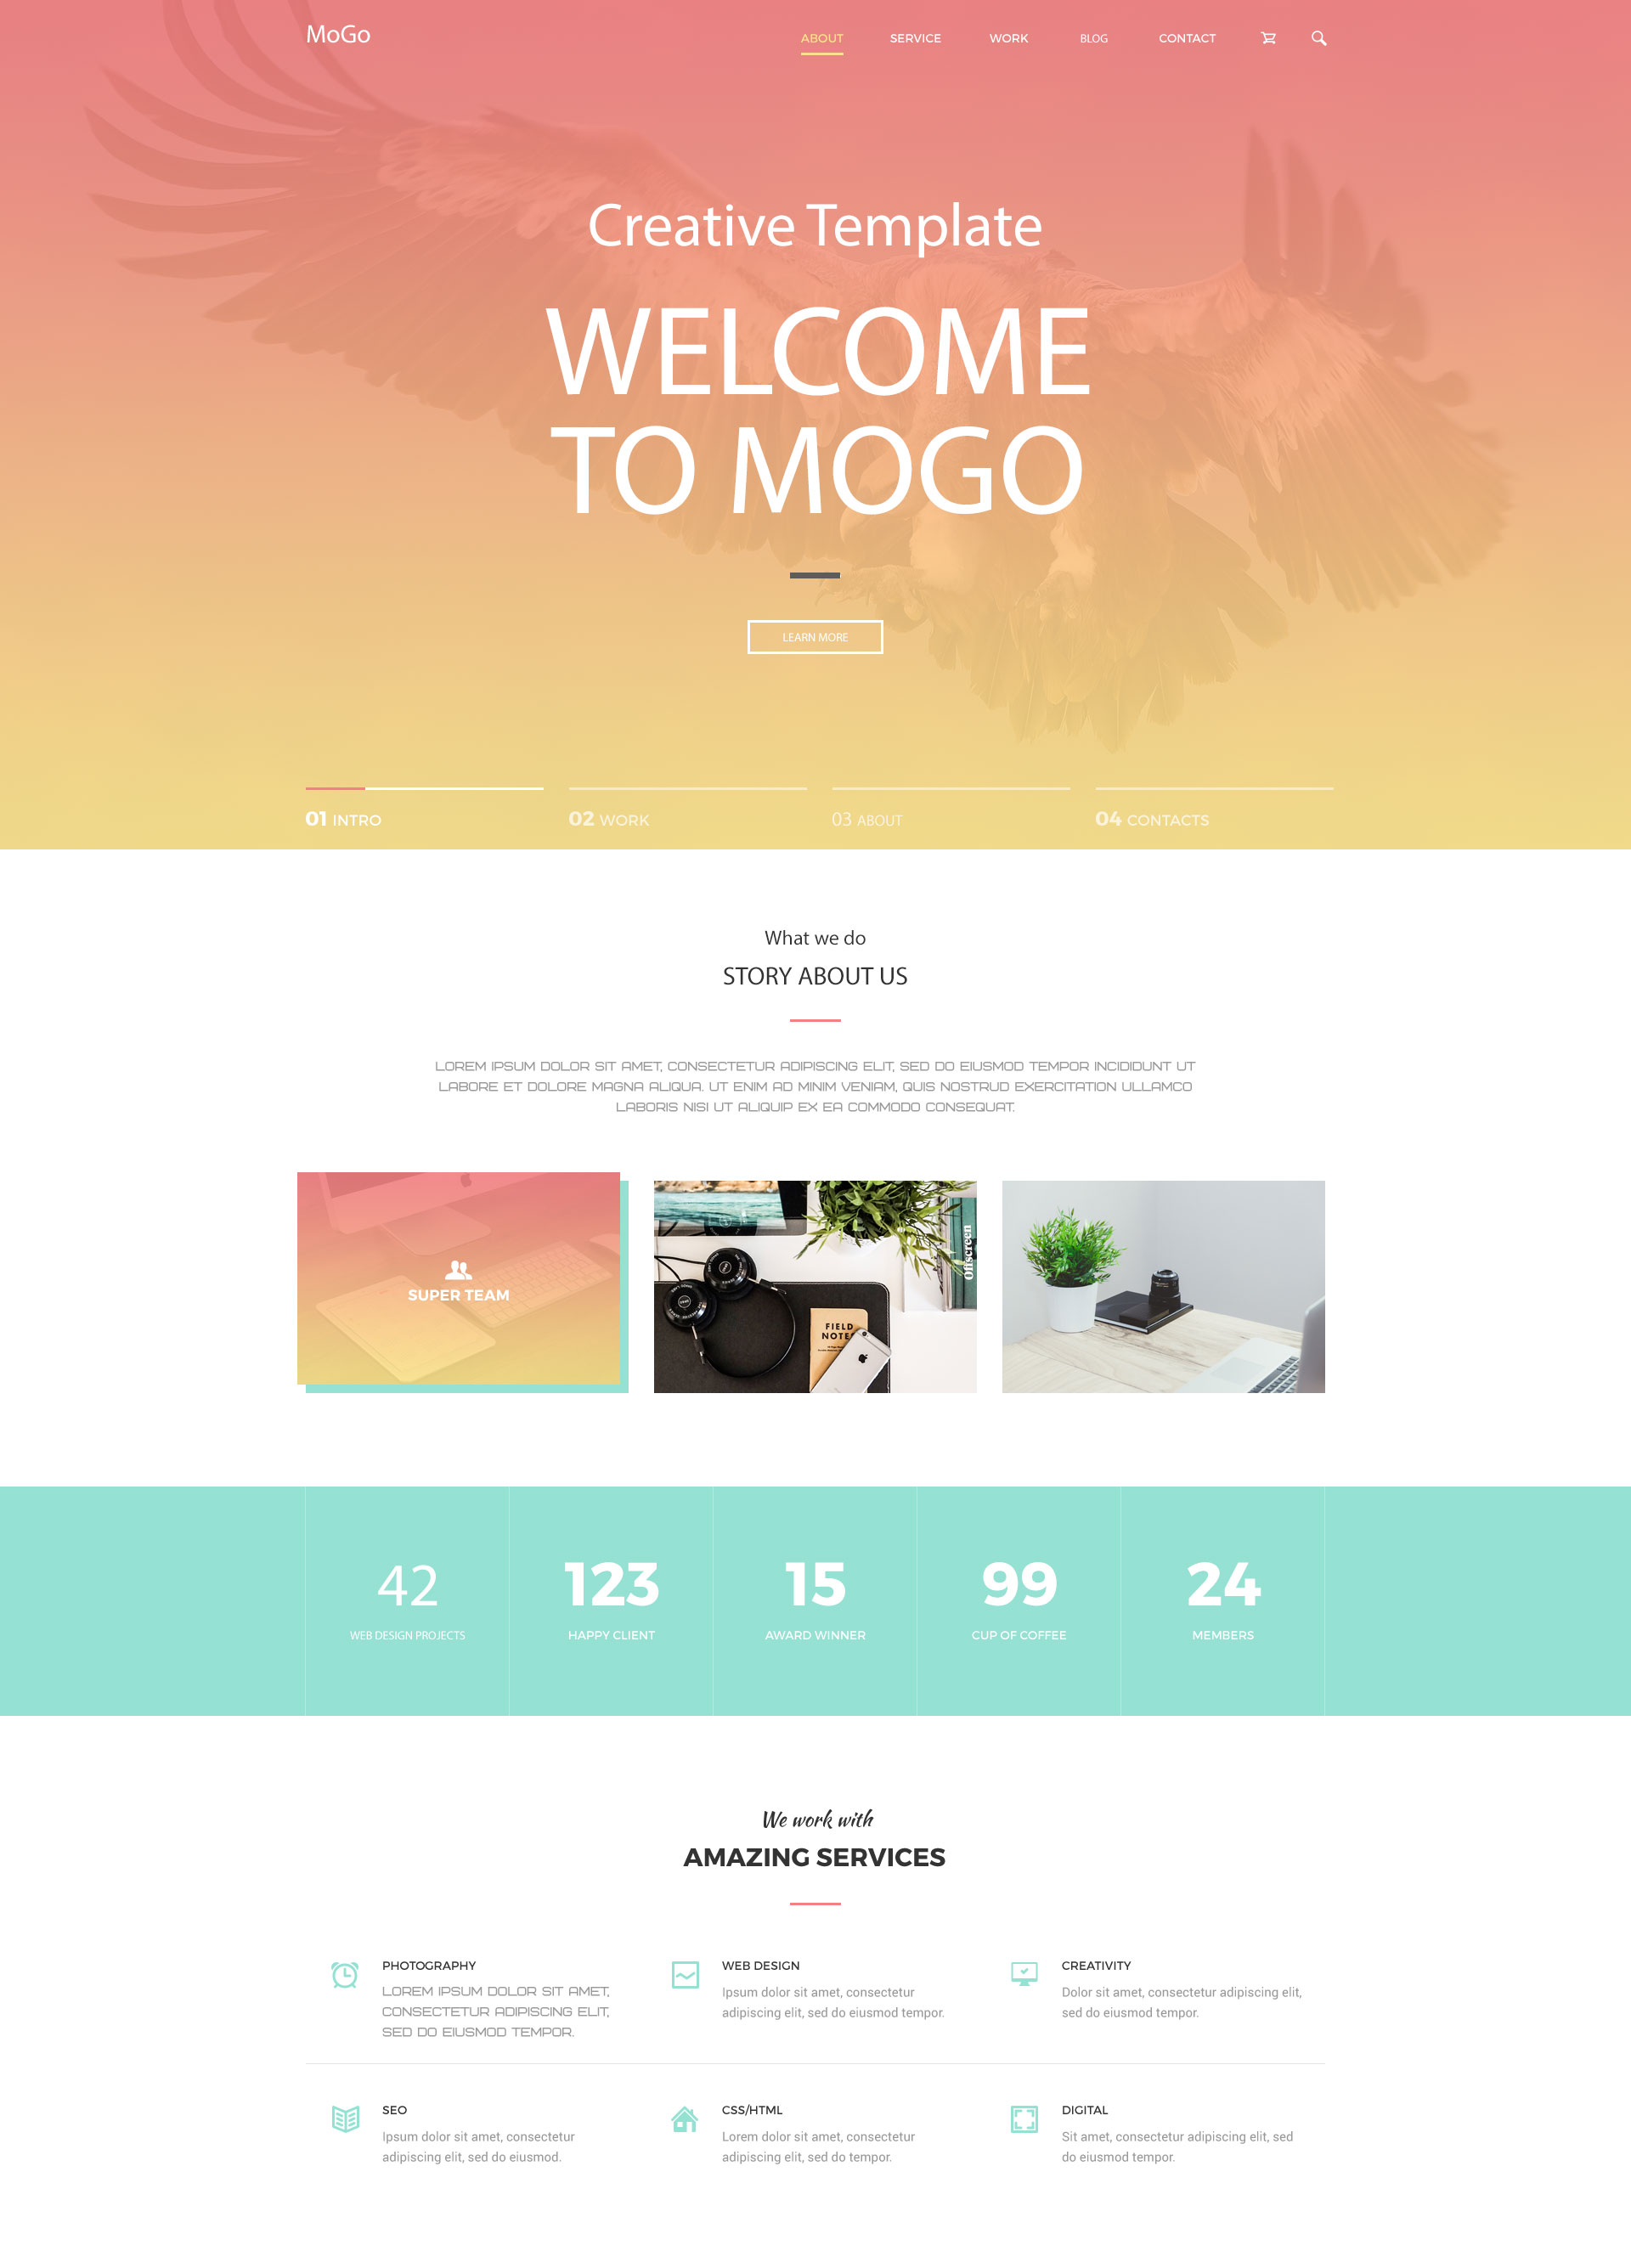 MoGo
ABOUT SERVICE WORK BLOG CONTACT
Creative Template
WELCOME
TO MOGO
LEARN MORE
01 INTRO
02 WORK
03 ABOUT
04 CONTACTS
What we do
STORY ABOUT US
LOREM IPSUM DOLOR SIT AMET, CONSECTETUR ADIPISCING ELIT, SED DO EIUSMOD TEMPOR INCIDIDUNT UT
LABORE ET DOLORE MAGNA ALIQUA. UT ENIM AD MINIM VENIAM, QUIS NOSTRUD EXERCITATION ULLAMCO
LABORIS NISI UT ALIQUIP EX EA COMMODO CONSEQUAT.
SUPER TEAM
Offscreen
FIELD
NOTES
42
WEB DESIGN PROJECTS
123
HAPPY CLIENT
15
AWARD WINNER
99
CUP OF COFFEE
24
MEMBERS
We work with
AMAZING SERVICES
PHOTOGRAPHY
LOREM IPSUM DOLOR SIT AMET,
CONSECTETUR ADIPISCING ELIT,
SED DO EIUSMOD TEMPOR.
WEB DESIGN
Ipsum dolor sit amet, consectetur
adipiscing elit, sed do eiusmod tempor.
CREATIVITY
Dolor sit amet, consectetur adipiscing elit,
sed do eiusmod tempor.
SEO
Ipsum dolor sit amet, consectetur
adipiscing elit, sed do eiusmod.
CSS/HTML
Lorem dolor sit amet, consectetur
adipiscing elit, sed do tempor.
DIGITAL
Sit amet, consectetur adipiscing elit, sed
do eiusmod tempor.